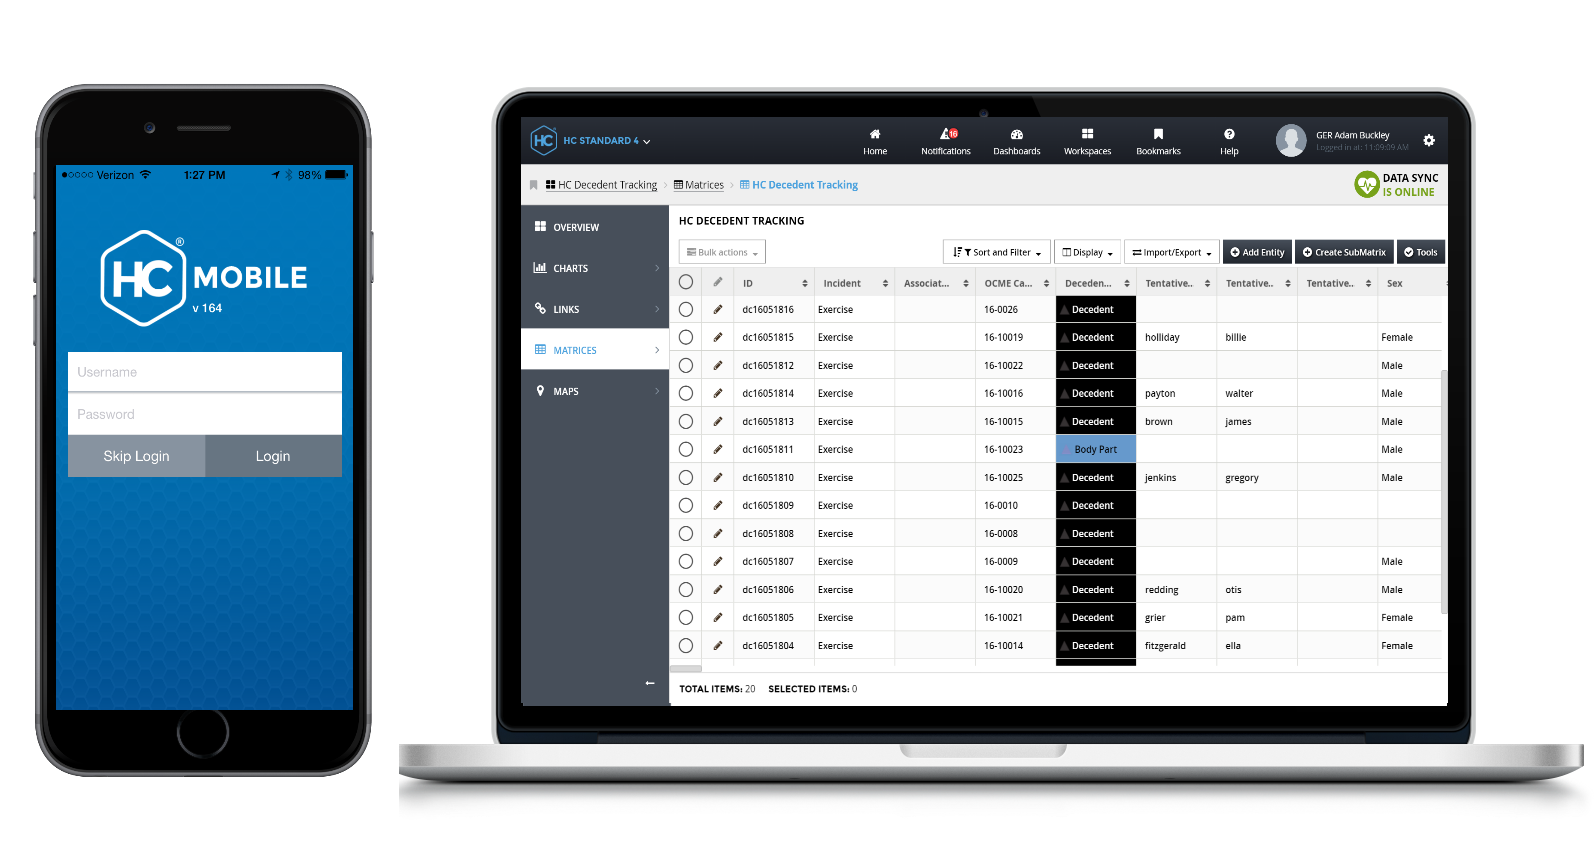 Verizon 1:27 PM 98%
HC MOBILE
®
v 164
Username
Password
Skip Login Login
HC HC STANDARD 4
Home
16
Notifications
Dashboards
Workspaces
Bookmarks
Help
GER Adam Buckley
Logged in at: 11:09:09 AM
HC Decedent Tracking Matrices HC Decedent Tracking
DATA SYNC
IS ONLINE
OVERVIEW
CHARTS
LINKS
MATRICES
MAPS
HC DECEDENT TRACKING
Bulk actions Sort and Filter Display Import/Export Add Entity Create SubMatrix Tools
ID Incident Associat... OCME Ca... Deceden... Tentative.. Tentative.. Tentative.. Sex
dc16051816 Exercise 16-0026 Decedent
dc16051815 Exercise 16-10019 Decedent holliday billie Female
dc16051812 Exercise 16-10022 Decedent Male
dc16051814 Exercise 16-10016 Decedent payton walter Male
dc16051813 Exercise 16-10015 Decedent brown james Male
dc16051811 Exercise 16-10023 Body Part Male
dc16051810 Exercise 16-10025 Decedent jenkins gregory Male
dc16051809 Exercise 16-0010 Decedent
dc16051808 Exercise 16-0008 Decedent
dc16051807 Exercise 16-0009 Decedent Male
dc16051806 Exercise 16-10020 Decedent redding otis Male
dc16051805 Exercise 16-10021 Decedent grier pam Female
dc16051804 Exercise 16-10014 Decedent fitzgerald ella Female
TOTAL ITEMS: 20 SELECTED ITEMS: 0